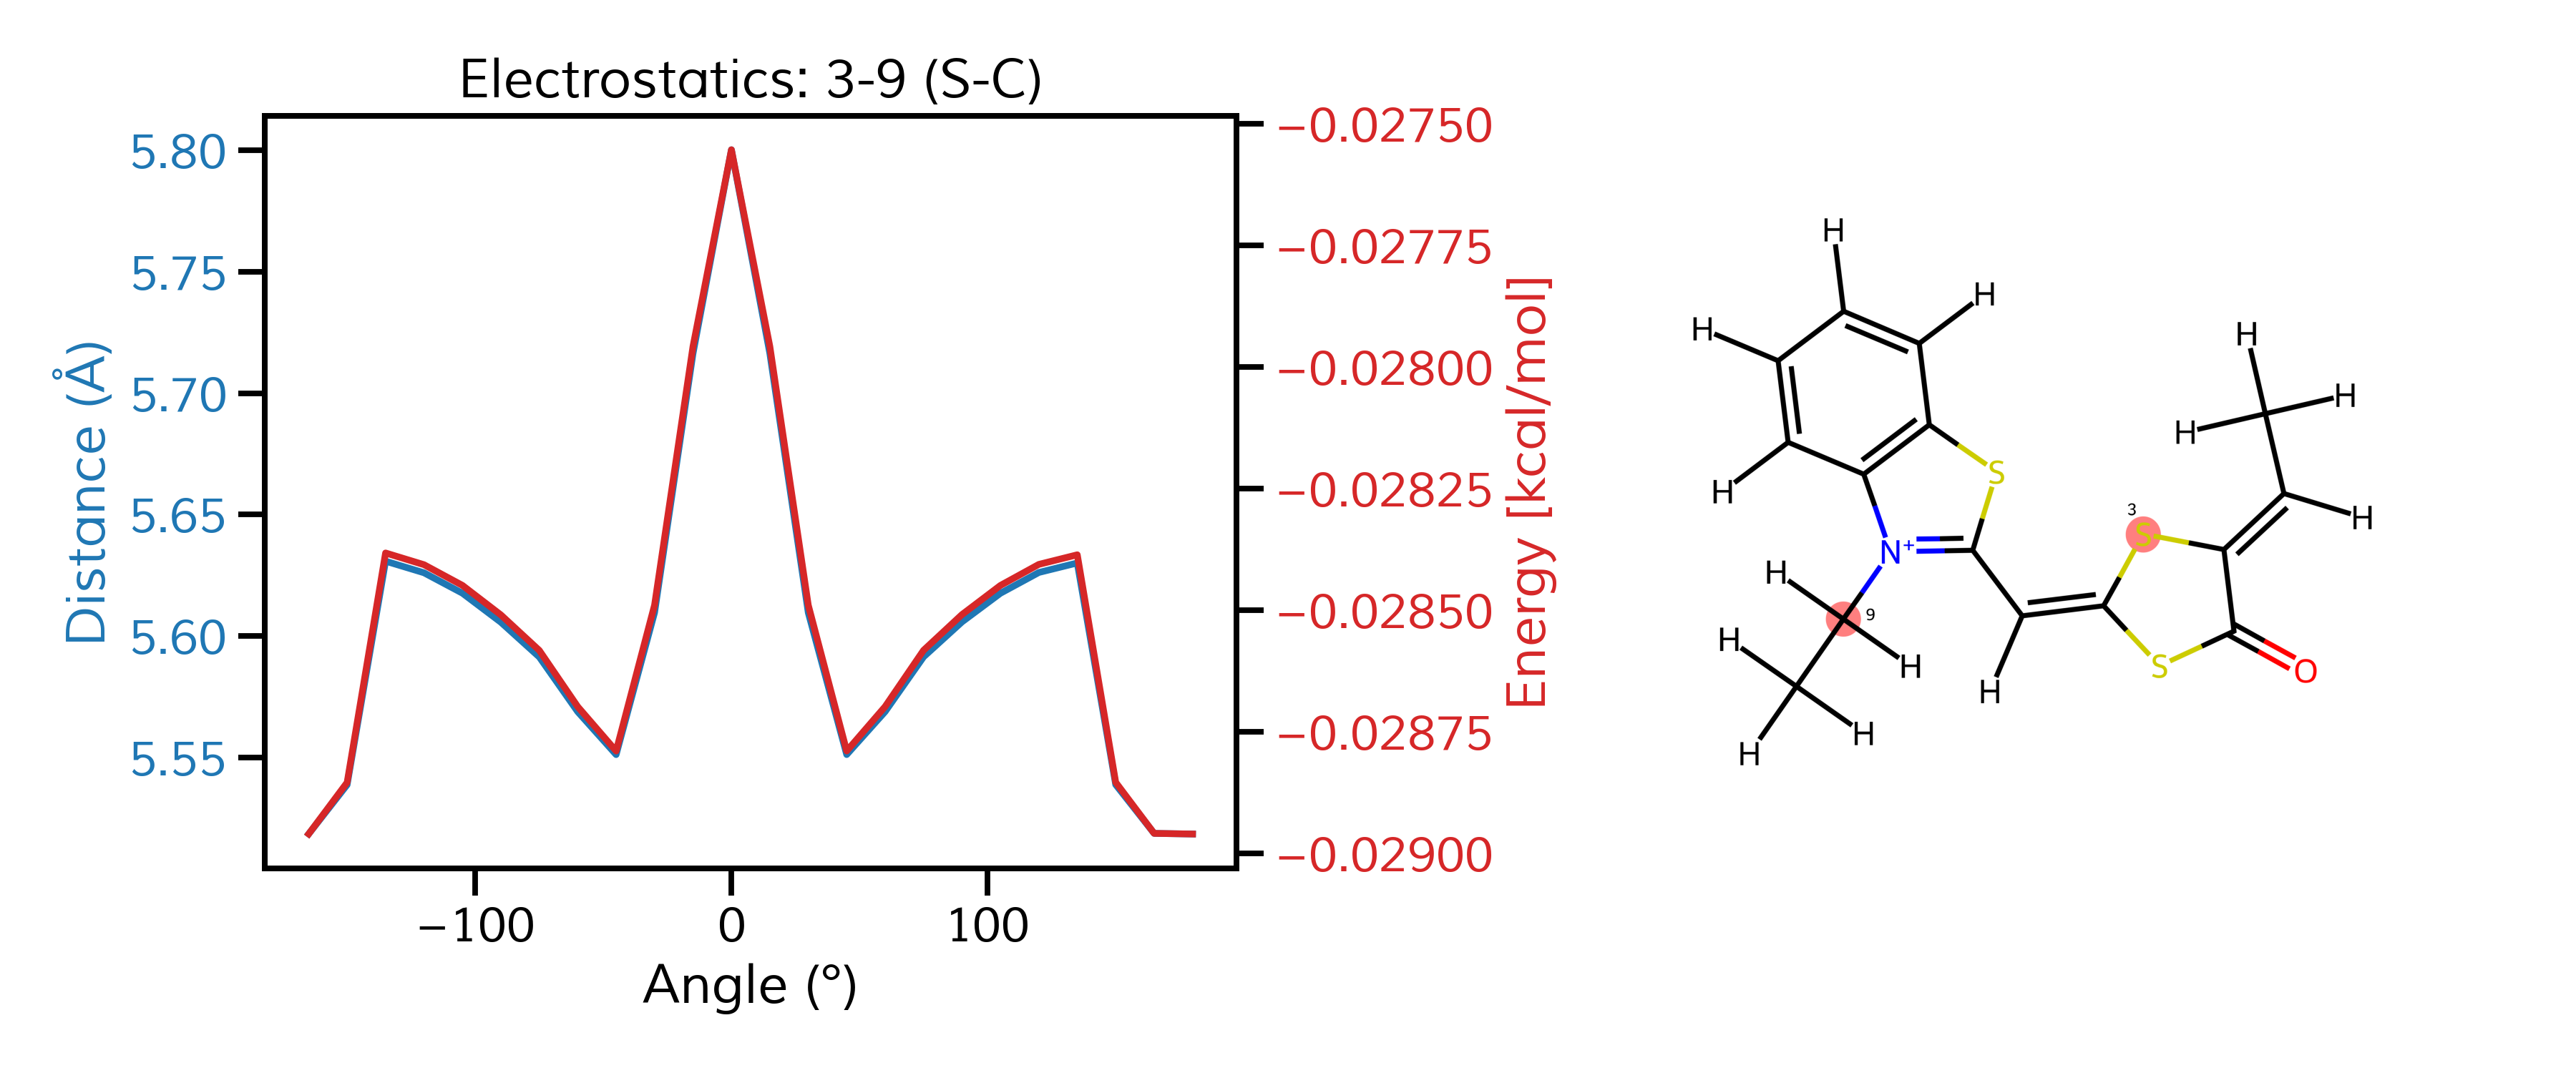 Electrostatics: 3-9 (S-C)
5.80
5.75
5.70
5.65
5.60
5.55
Distance (Å)
−0.02750
−0.02775
−0.02800
−0.02825
−0.02850
−0.02875
−0.02900
Energy [kcal/mol]
−100 0 100
Angle (°)
H
H
H
H
H
H
H
S
H
3
S
H
N+
H
9
H
H
S
O
H
H
H